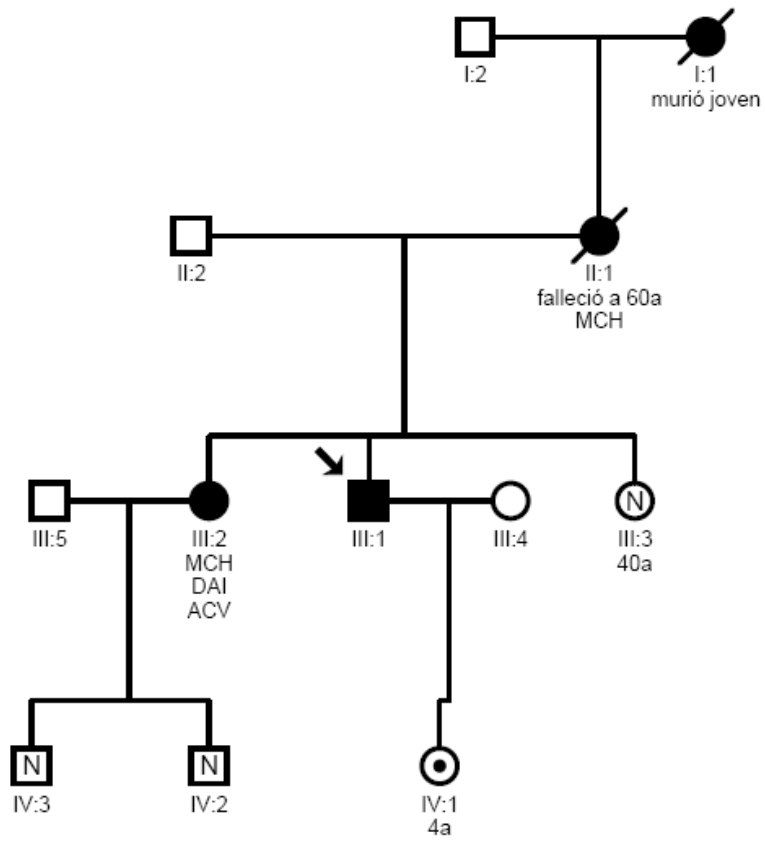 I:2
I:1
murió joven
II:2
II:1
falleció a 60a
MCH
III:5
III:2
MCH
DAI
ACV
III:1
III:4
N
III:3
40a
N
IV:3
N
IV:2
IV:1
4a